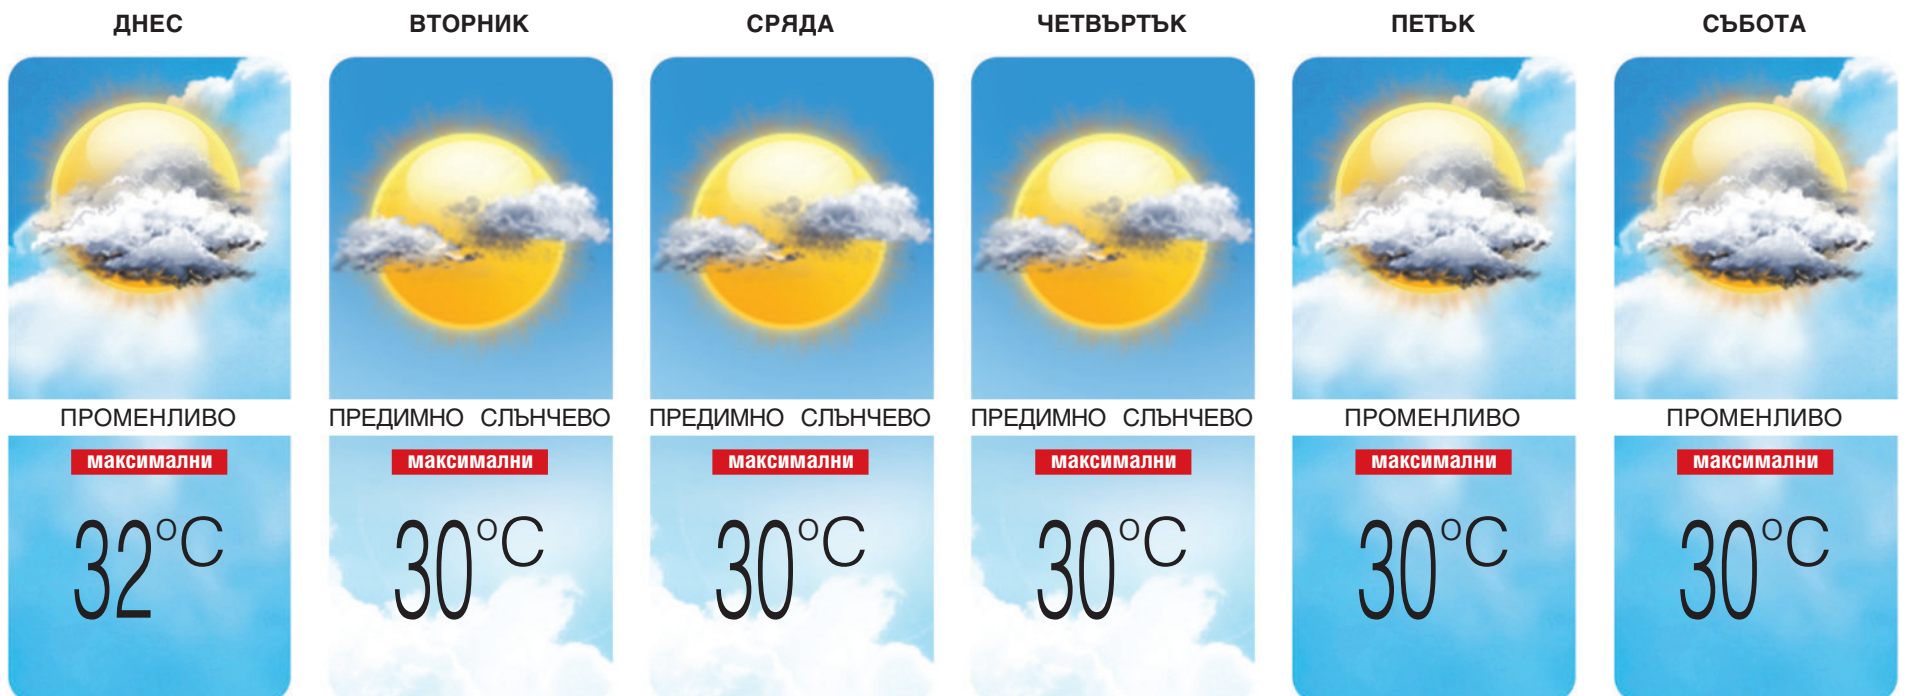 ДНЕС ВТОРНИК СРЯДА ЧЕТВЪРТЪК ПЕТЪК СЪБОТА
ПРОМЕНЛИВО ПРЕДИМНО СЛЪНЧЕВО ПРЕДИМНО СЛЪНЧЕВО ПРЕДИМНО СЛЪНЧЕВО ПРОМЕНЛИВО ПРОМЕНЛИВО
максимални максимални максимални максимални максимални максимални
32°C 30°C 30°C 30°C 30°C 30°C